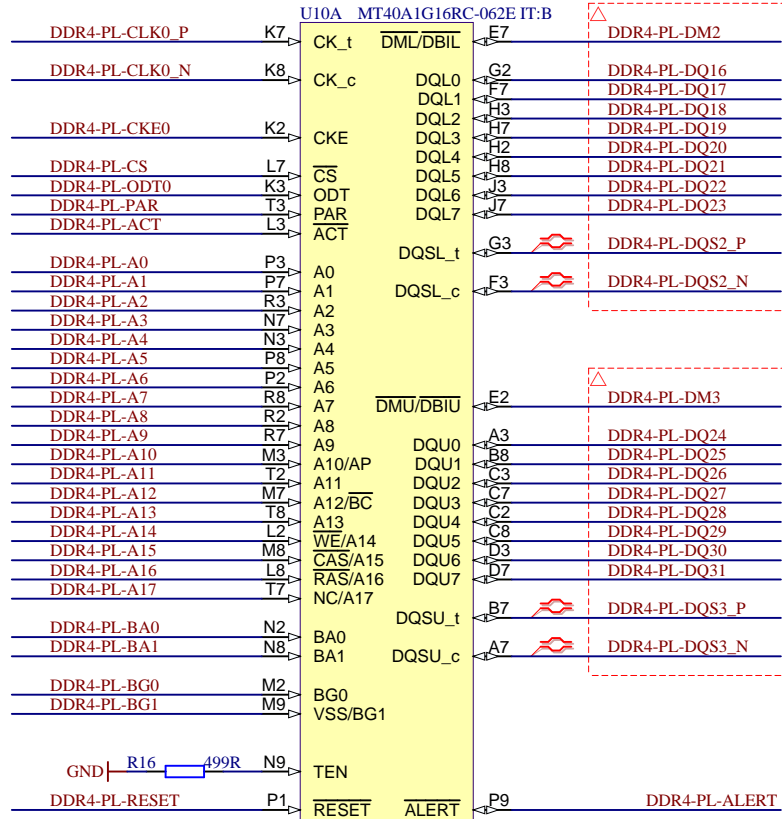 U10A MT40A1G16RC-062E IT:B
DDR4-PL-CLK0_P K7 CK_t DML/DBIL E7 DDR4-PL-DM2
DDR4-PL-CLK0_N K8 CK_c DQL0 G2 DDR4-PL-DQ16
DQL1 F7 DDR4-PL-DQ17
DQL2 H3 DDR4-PL-DQ18
DDR4-PL-CKE0 K2 CKE DQL3 H7 DDR4-PL-DQ19
DQL4 H2 DDR4-PL-DQ20
DDR4-PL-CS L7 CS DQL5 H8 DDR4-PL-DQ21
DDR4-PL-ODT0 K3 ODT DQL6 J3 DDR4-PL-DQ22
DDR4-PL-PAR T3 PAR DQL7 J7 DDR4-PL-DQ23
DDR4-PL-ACT L3 ACT
DQSL_t G3 DDR4-PL-DQS2_P
DDR4-PL-A0 P3 A0
DDR4-PL-A1 P7 A1 DQSL_c F3 DDR4-PL-DQS2_N
DDR4-PL-A2 R3 A2
DDR4-PL-A3 N7 A3
DDR4-PL-A4 N3 A4
DDR4-PL-A5 P8 A5
DDR4-PL-A6 P2 A6
DDR4-PL-A7 R8 A7 DMU/DBIU E2 DDR4-PL-DM3
DDR4-PL-A8 R2 A8
DDR4-PL-A9 R7 A9 DQU0 A3 DDR4-PL-DQ24
DDR4-PL-A10 M3 A10/AP DQU1 B8 DDR4-PL-DQ25
DDR4-PL-A11 T2 A11 DQU2 C3 DDR4-PL-DQ26
DDR4-PL-A12 M7 A12/BC DQU3 C7 DDR4-PL-DQ27
DDR4-PL-A13 T8 A13 DQU4 C2 DDR4-PL-DQ28
DDR4-PL-A14 L2 WE/A14 DQU5 C8 DDR4-PL-DQ29
DDR4-PL-A15 M8 CAS/A15 DQU6 D3 DDR4-PL-DQ30
DDR4-PL-A16 L8 RAS/A16 DQU7 D7 DDR4-PL-DQ31
DDR4-PL-A17 T7 NC/A17
DQSU_t B7 DDR4-PL-DQS3_P
DDR4-PL-BA0 N2 BA0
DDR4-PL-BA1 N8 BA1 DQSU_c A7 DDR4-PL-DQS3_N
DDR4-PL-BG0 M2 BG0
DDR4-PL-BG1 M9 VSS/BG1
GND R16 499R N9 TEN
DDR4-PL-RESET P1 RESET ALERT P9 DDR4-PL-ALERT